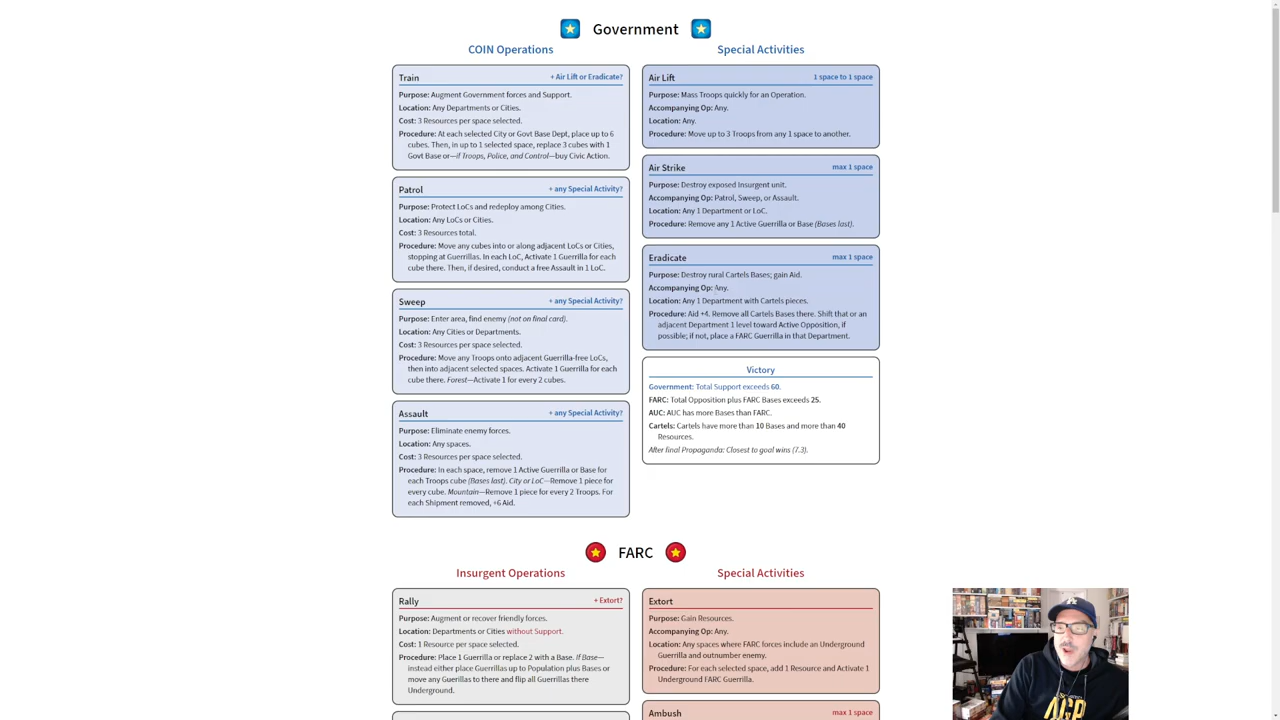 Government
COIN Operations
Train + Air Lift or Eradicate?
Purpose: Augment Government forces and Support.
Location: Any Departments or Cities.
Cost: 3 Resources per space selected.
Procedure: At each selected City or Govt Base Dept, place up to 6
cubes. Then, in up to 1 selected space, replace 3 cubes with 1
Govt Base or—if Troops, Police, and Control—buy Civic Action.
Patrol + any Special Activity?
Purpose: Protect LoCs and redeploy among Cities.
Location: Any LoCs or Cities.
Cost: 3 Resources total.
Procedure: Move any cubes into or along adjacent LoCs or Cities,
stopping at Guerrillas. In each LoC, Activate 1 Guerrilla for each
cube there. Then, if desired, conduct a free Assault in 1 LoC.
Sweep + any Special Activity?
Purpose: Enter area, find enemy (not on final card).
Location: Any Cities or Departments.
Cost: 3 Resources per space selected.
Procedure: Move any Troops onto adjacent Guerrilla-free LoCs,
then into adjacent selected spaces. Activate 1 Guerilla for each
cube there. Forest—Activate 1 for every 2 cubes.
Assault + any Special Activity?
Purpose: Eliminate enemy forces.
Location: Any spaces.
Cost: 3 Resources per space selected.
Procedure: In each space, remove 1 Active Guerrilla or Base for
each Troops cube (Bases last). City or LoC—Remove 1 piece for
every cube. Mountain—Remove 1 piece for every 2 Troops. For
each Shipment removed, +6 Aid.
Special Activities
Air Lift 1 space to 1 space
Purpose: Mass Troops quickly for an Operation.
Accompanying Op: Any.
Location: Any.
Procedure: Move up to 3 Troops from any 1 space to another.
Air Strike max 1 space
Purpose: Destroy exposed Insurgent unit.
Accompanying Op: Patrol, Sweep, or Assault.
Location: Any 1 Department or LoC.
Procedure: Remove any 1 Active Guerrilla or Base (Bases last).
Eradicate max 1 space
Purpose: Destroy rural Cartels Bases; gain Aid.
Accompanying Op: Any.
Location: Any 1 Department with Cartels pieces.
Procedure: Aid +4. Remove all Cartels Bases there. Shift that or an
adjacent Department 1 level toward Active Opposition, if
possible; if not, place a FARC Guerrilla in that Department.
Victory
Government: Total Support exceeds 60.
FARC: Total Opposition plus FARC Bases exceeds 25.
AUC: AUC has more Bases than FARC.
Cartels: Cartels have more than 10 Bases and more than 40
Resources.
After final Propaganda: Closest to goal wins (7.3).
FARC
Insurgent Operations
Rally + Extort?
Purpose: Augment or recover friendly forces.
Location: Departments or Cities without Support.
Cost: 1 Resource per space selected.
Procedure: Place 1 Guerrilla or replace 2 with a Base. If Base—
instead either place Guerrillas up to Population plus Bases or
move any Guerillas to there and flip all Guerrillas there
Underground.
Special Activities
Extort
Purpose: Gain Resources.
Accompanying Op: Any.
Location: Any spaces where FARC forces include an Underground
Guerrilla and outnumber enemy.
Procedure: For each selected space, add 1 Resource and Activate 1
Underground FARC Guerrilla.
Ambush max 1 space